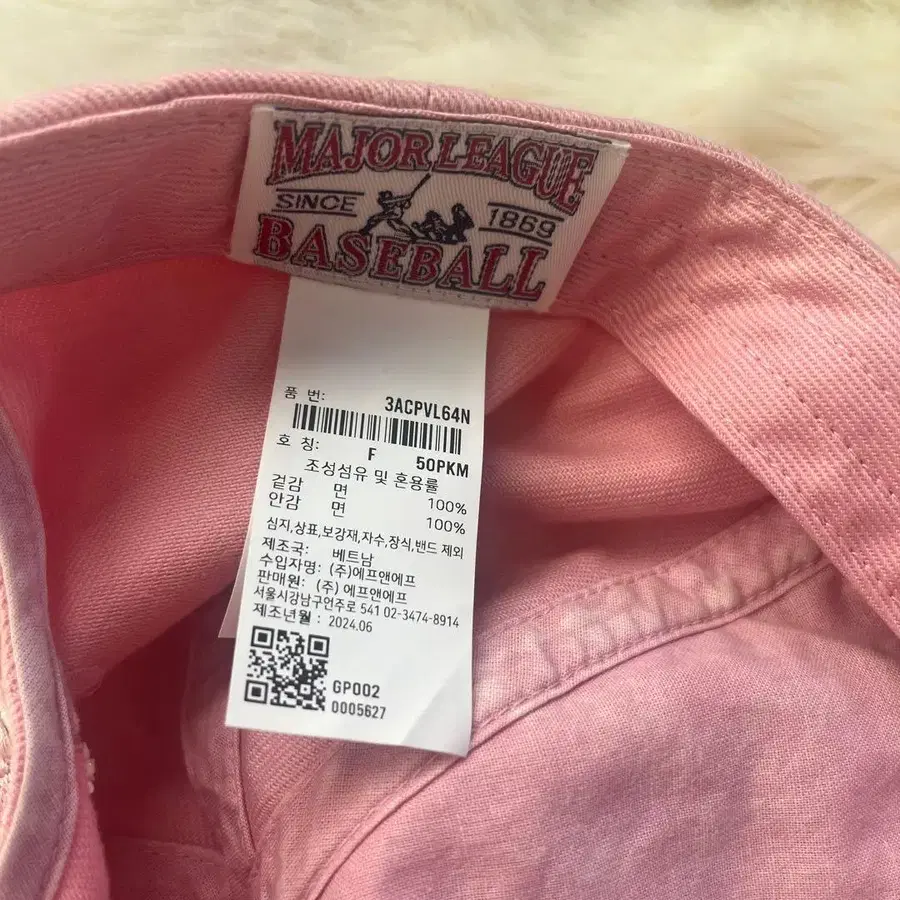 MAJOR LEAGUE
SINCE 1869
BASEBALL
품 번: 3ACPVL64N
호 칭: F 50PKM
조성섬유 및 혼용률
겉감 면 100%
안감 면 100%
심지,상표,보강재,자수,장식,밴드 제외
제조국: 베트남
수입자명: (주)에프앤에프
판매원: (주) 에프앤에프
서울시강남구언주로 541 02-3474-8914
제조년월 : 2024.06
GP002
0005627